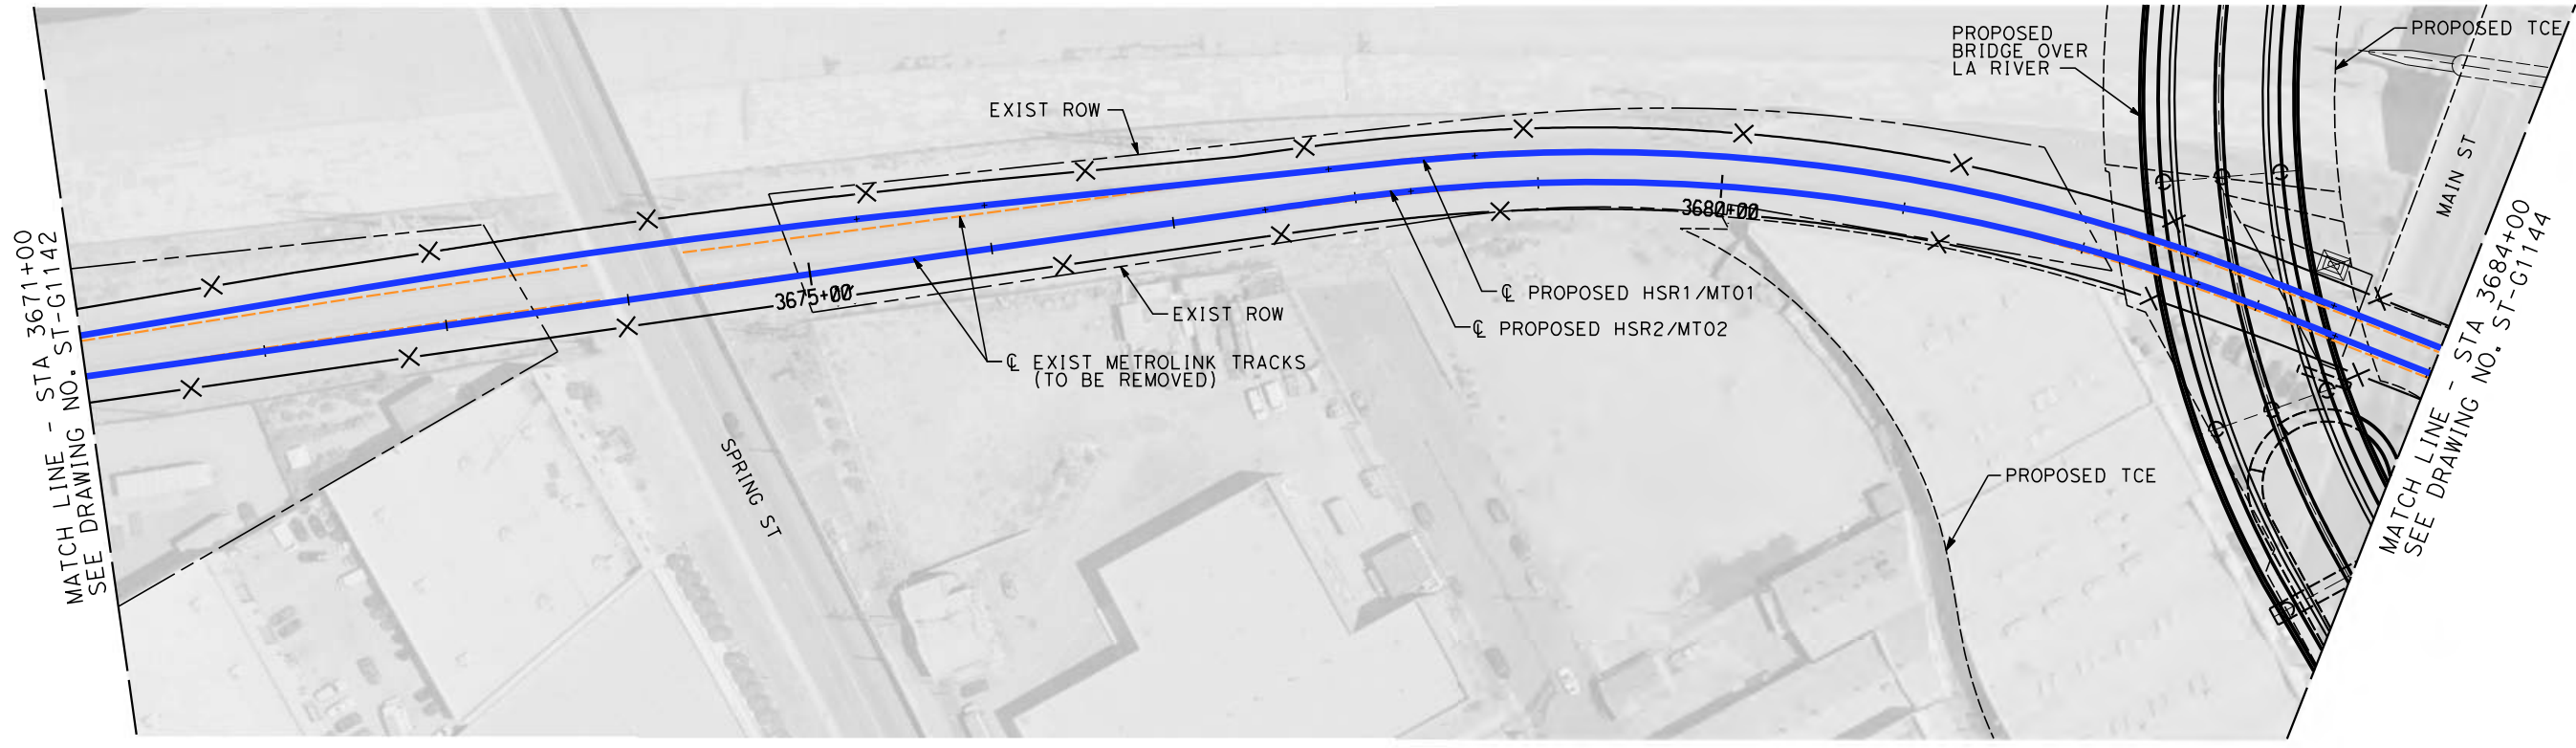 MATCH LINE - STA 3671+00
SEE DRAWING NO. ST-G1142
EXIST ROW
PROPOSED
BRIDGE OVER
LA RIVER
PROPOSED TCE
MAIN ST
3680+00
3675+00
EXIST ROW
℄ PROPOSED HSR1/MT01
℄ PROPOSED HSR2/MT02
℄ EXIST METROLINK TRACKS
(TO BE REMOVED)
SPRING ST
PROPOSED TCE
MATCH LINE - STA 3684+00
SEE DRAWING NO. ST-G1144